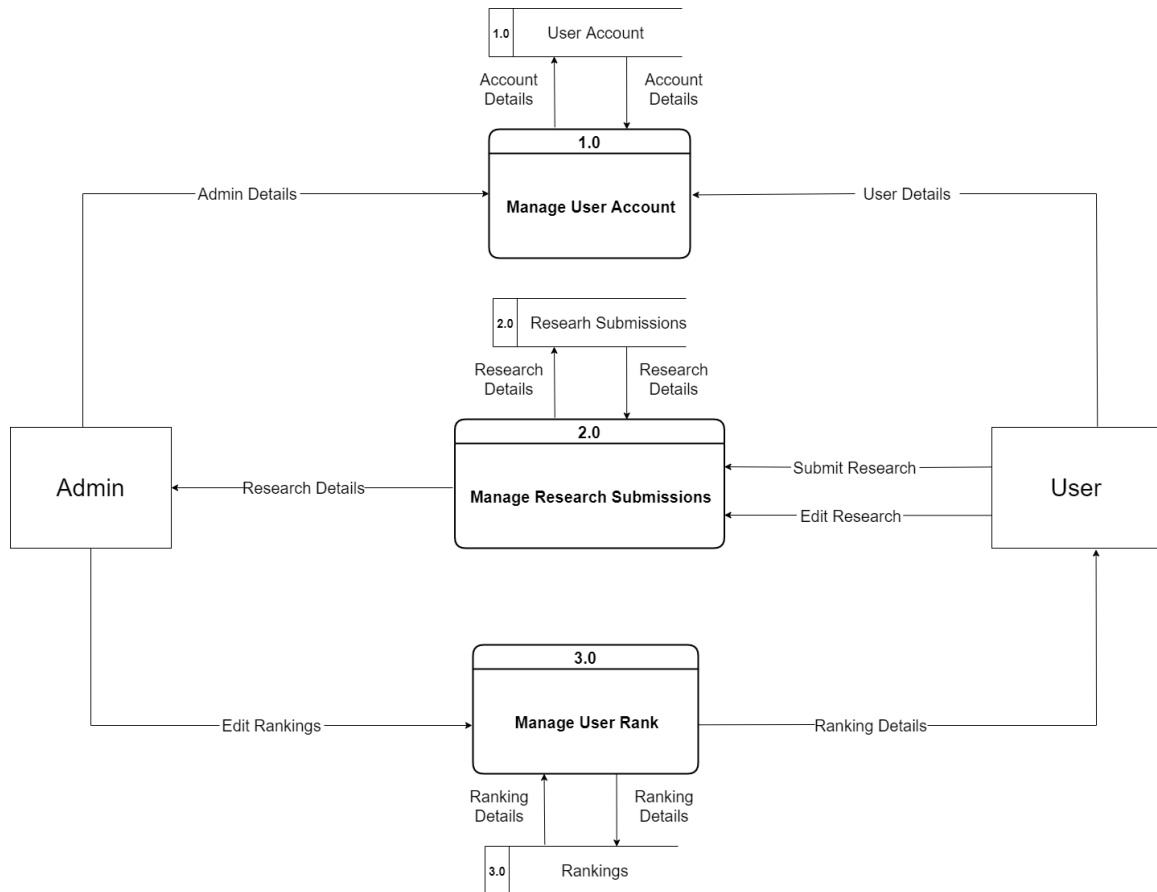 1.0 User Account
Account
Details
Account
Details
1.0
Manage User Account
Admin Details
User Details
2.0 Researh Submissions
Research
Details
Research
Details
2.0
Manage Research Submissions
Admin
Research Details
Submit Research
Edit Research
User
3.0
Manage User Rank
Edit Rankings
Ranking Details
Ranking
Details
Ranking
Details
3.0 Rankings